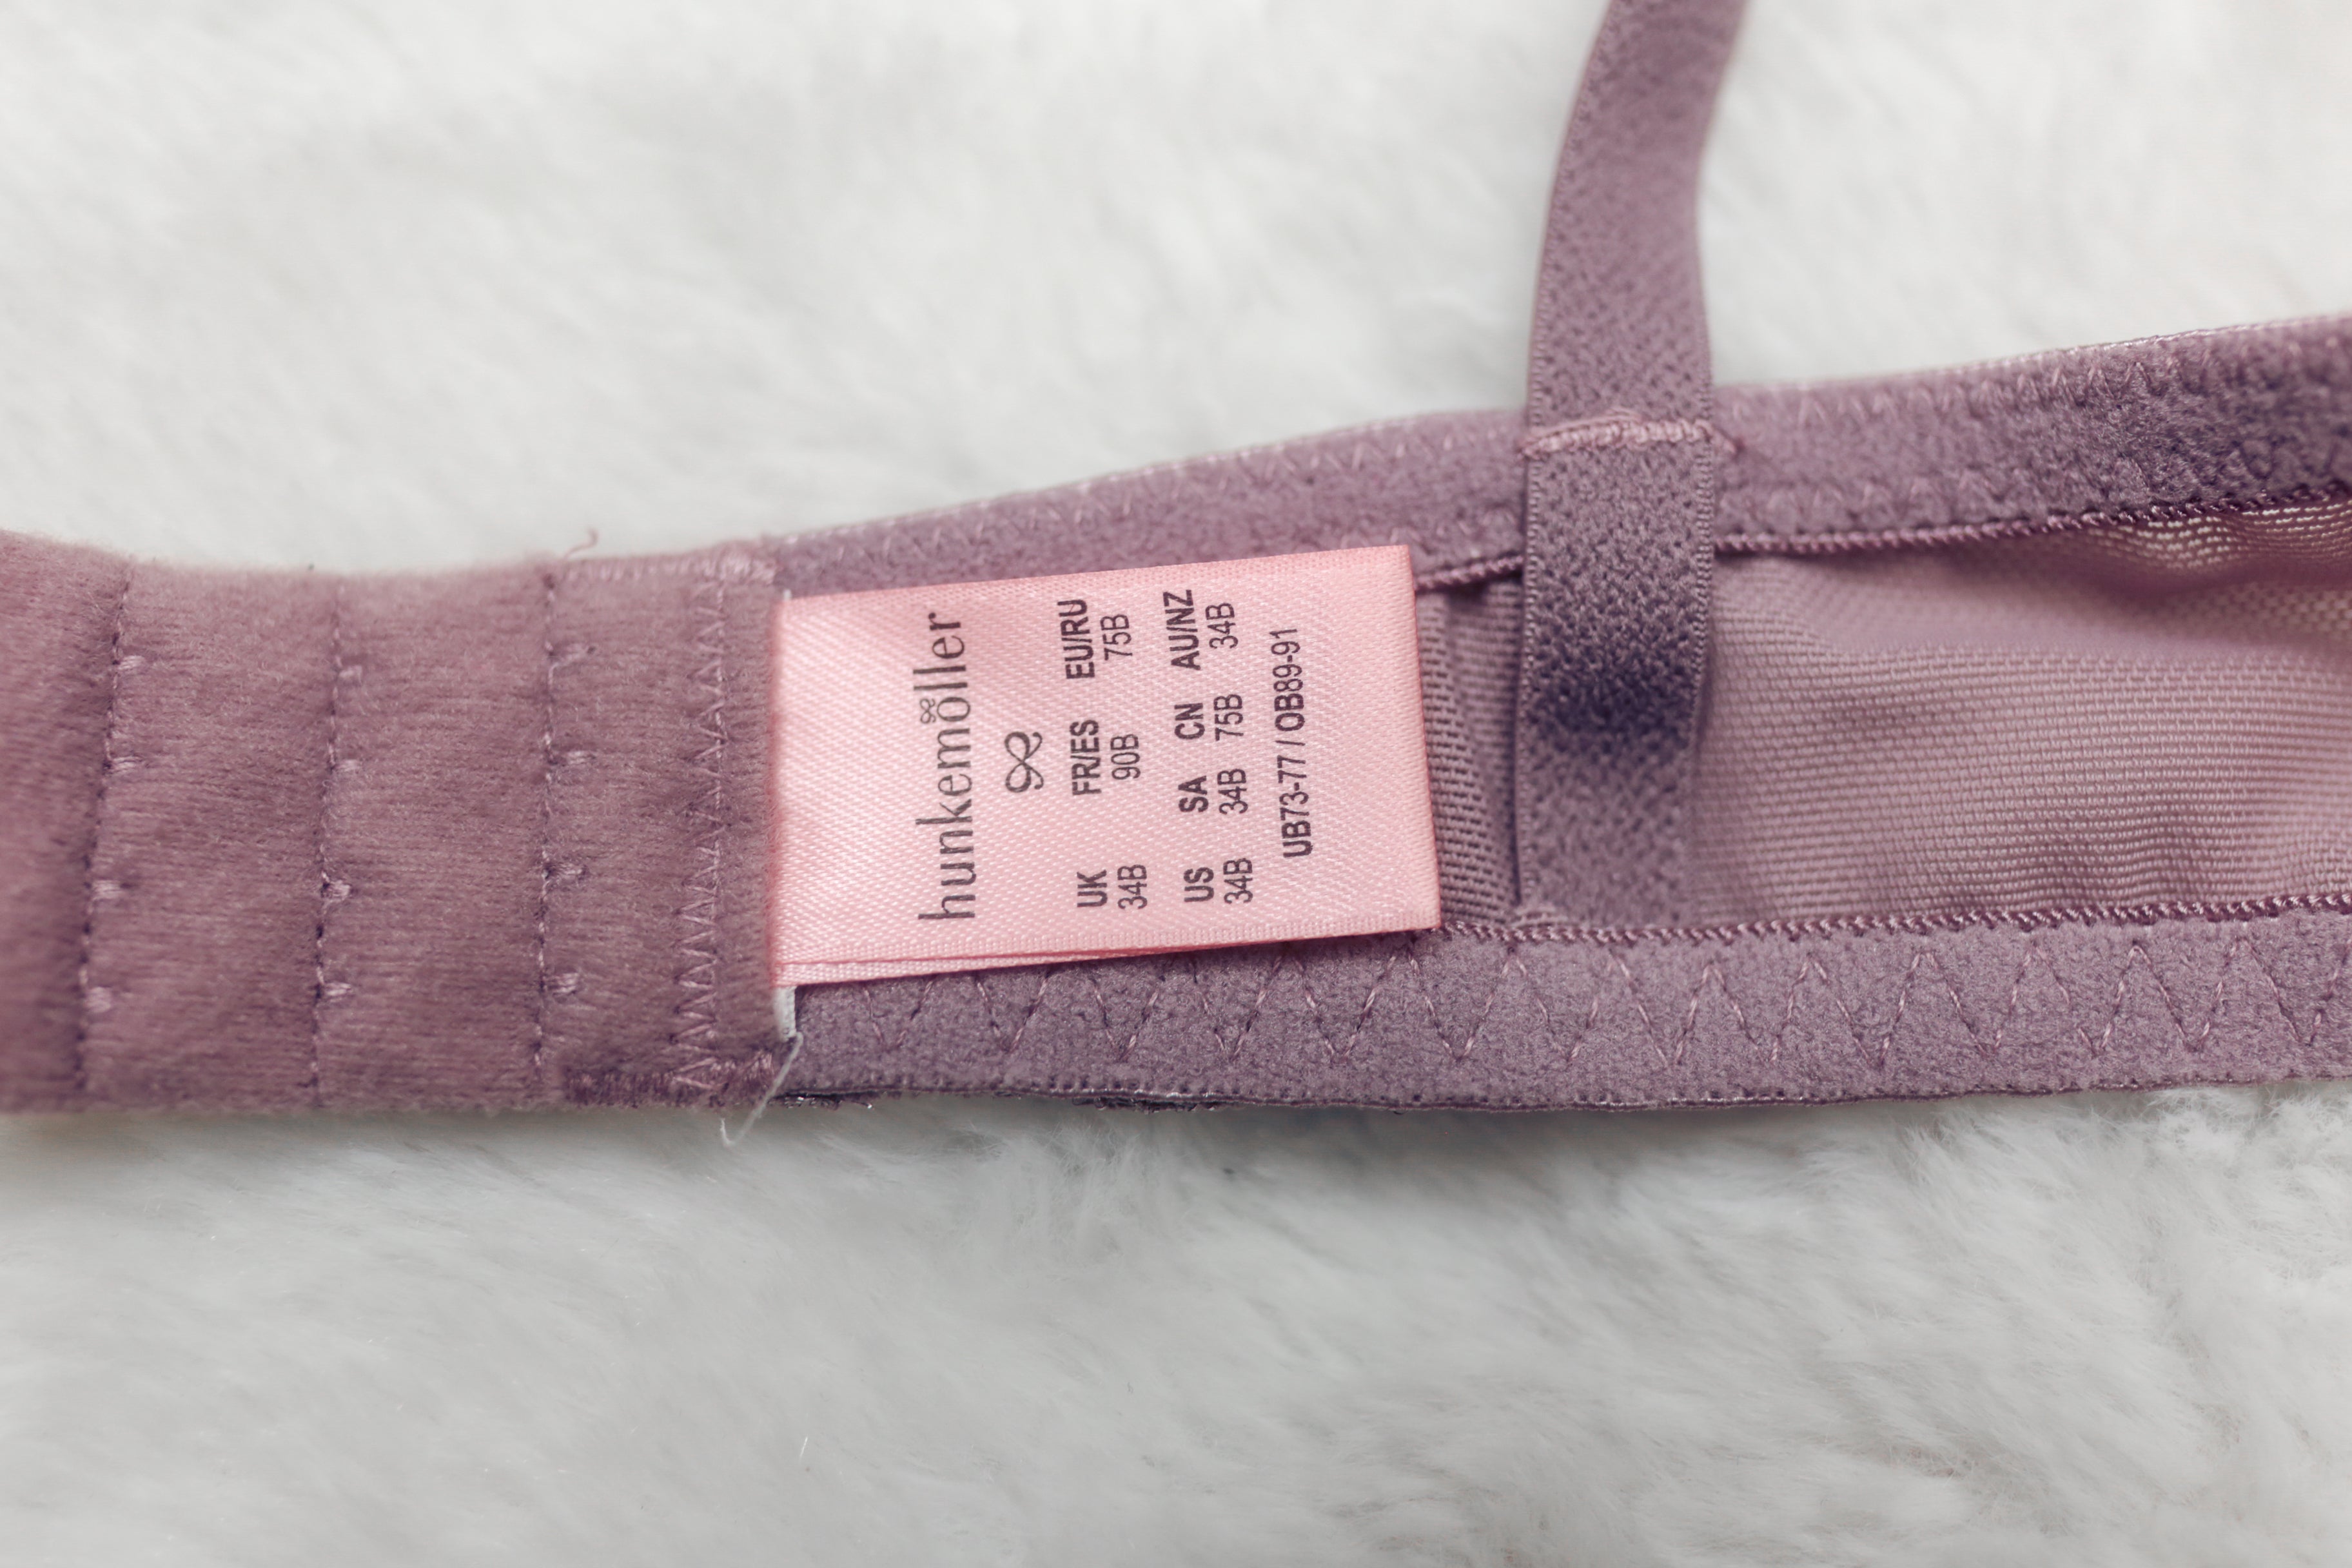 hunkemöller
UK FR/ES EU/RU
34B 90B 75B
US SA CN AU/NZ
34B 34B 75B 34B
UB73-77 / OB89-91